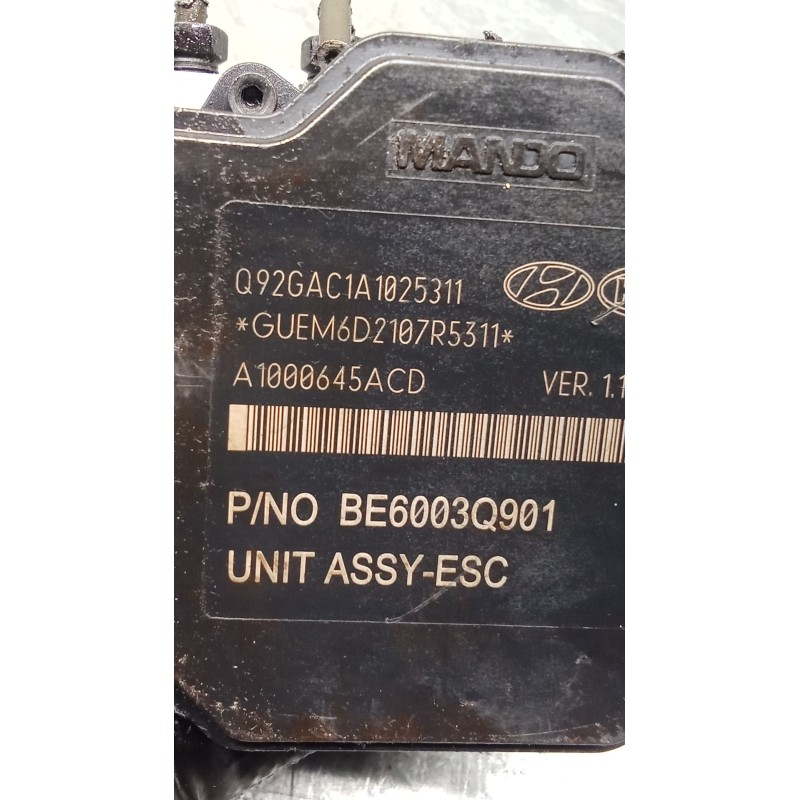 MANDO
Q92GAC1A1025311
*GUEM6D2107R5311*
A1000645ACD VER. 1.1
P/NO BE6003Q901
UNIT ASSY-ESC